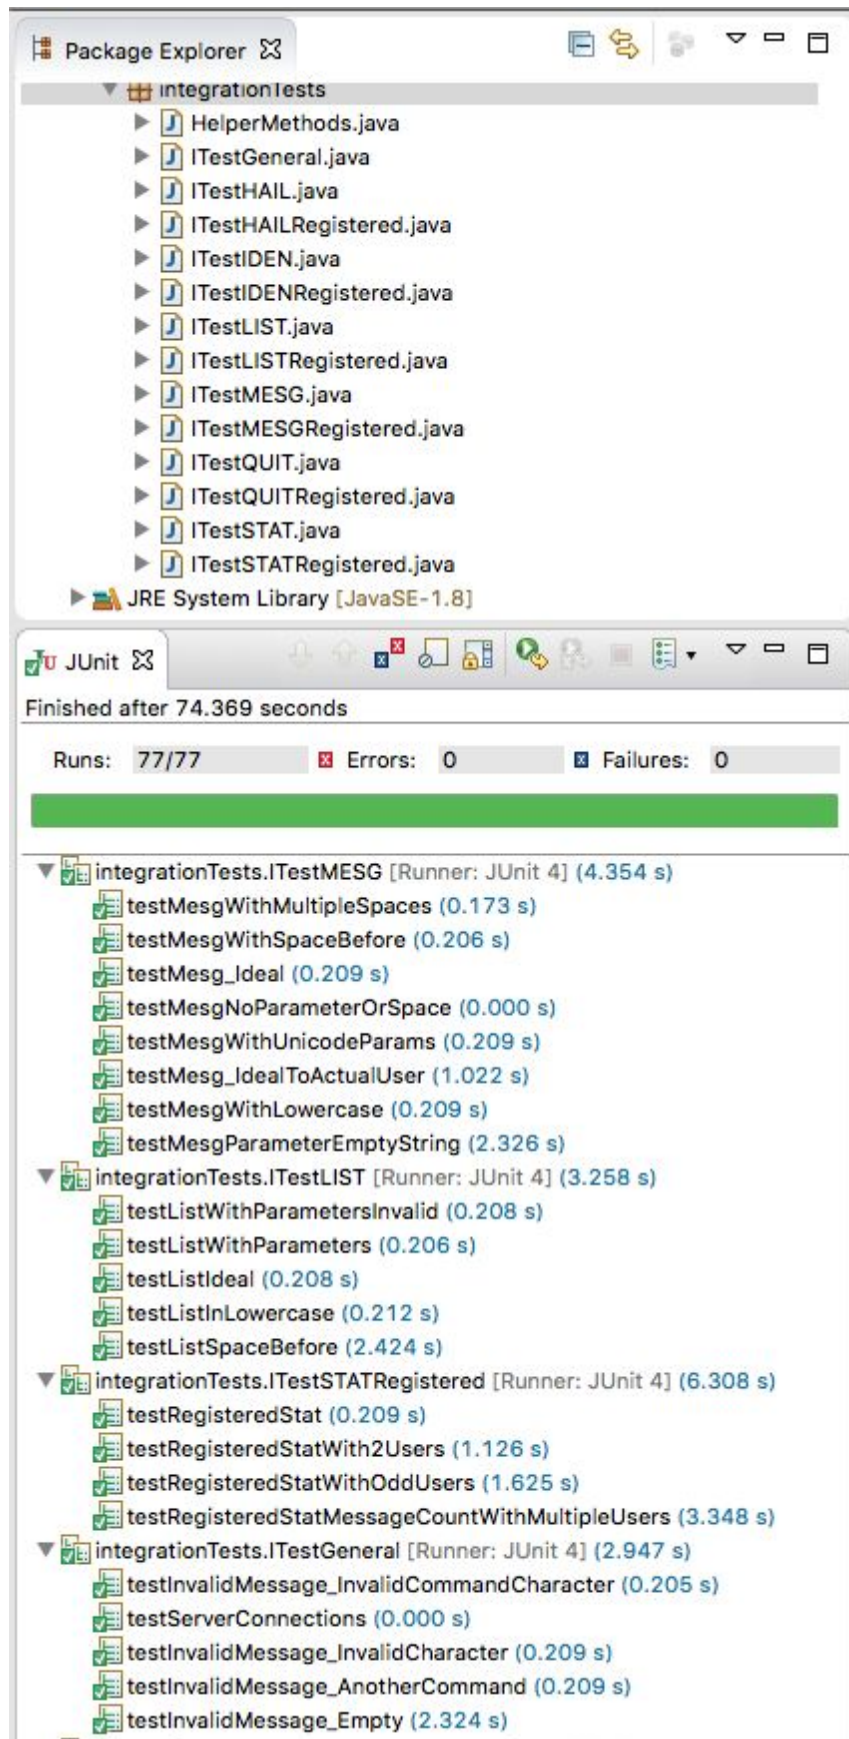 Package Explorer
integrationTests
HelperMethods.java
ITestGeneral.java
ITestHAIL.java
ITestHAILRegistered.java
ITestIDEN.java
ITestIDENRegistered.java
ITestLIST.java
ITestLISTRegistered.java
ITestMESG.java
ITestMESGRegistered.java
ITestQUIT.java
ITestQUITRegistered.java
ITestSTAT.java
ITestSTATRegistered.java
JRE System Library [JavaSE-1.8]
JUnit
Finished after 74.369 seconds
Runs: 77/77 Errors: 0 Failures: 0
integrationTests.ITestMESG [Runner: JUnit 4] (4.354 s)
testMesgWithMultipleSpaces (0.173 s)
testMesgWithSpaceBefore (0.206 s)
testMesg_Ideal (0.209 s)
testMesgNoParameterOrSpace (0.000 s)
testMesgWithUnicodeParams (0.209 s)
testMesg_IdealToActualUser (1.022 s)
testMesgWithLowercase (0.209 s)
testMesgParameterEmptyString (2.326 s)
integrationTests.ITestLIST [Runner: JUnit 4] (3.258 s)
testListWithParametersInvalid (0.208 s)
testListWithParameters (0.206 s)
testListIdeal (0.208 s)
testListInLowercase (0.212 s)
testListSpaceBefore (2.424 s)
integrationTests.ITestSTATRegistered [Runner: JUnit 4] (6.308 s)
testRegisteredStat (0.209 s)
testRegisteredStatWith2Users (1.126 s)
testRegisteredStatWithOddUsers (1.625 s)
testRegisteredStatMessageCountWithMultipleUsers (3.348 s)
integrationTests.ITestGeneral [Runner: JUnit 4] (2.947 s)
testInvalidMessage_InvalidCommandCharacter (0.205 s)
testServerConnections (0.000 s)
testInvalidMessage_InvalidCharacter (0.209 s)
testInvalidMessage_AnotherCommand (0.209 s)
testInvalidMessage_Empty (2.324 s)